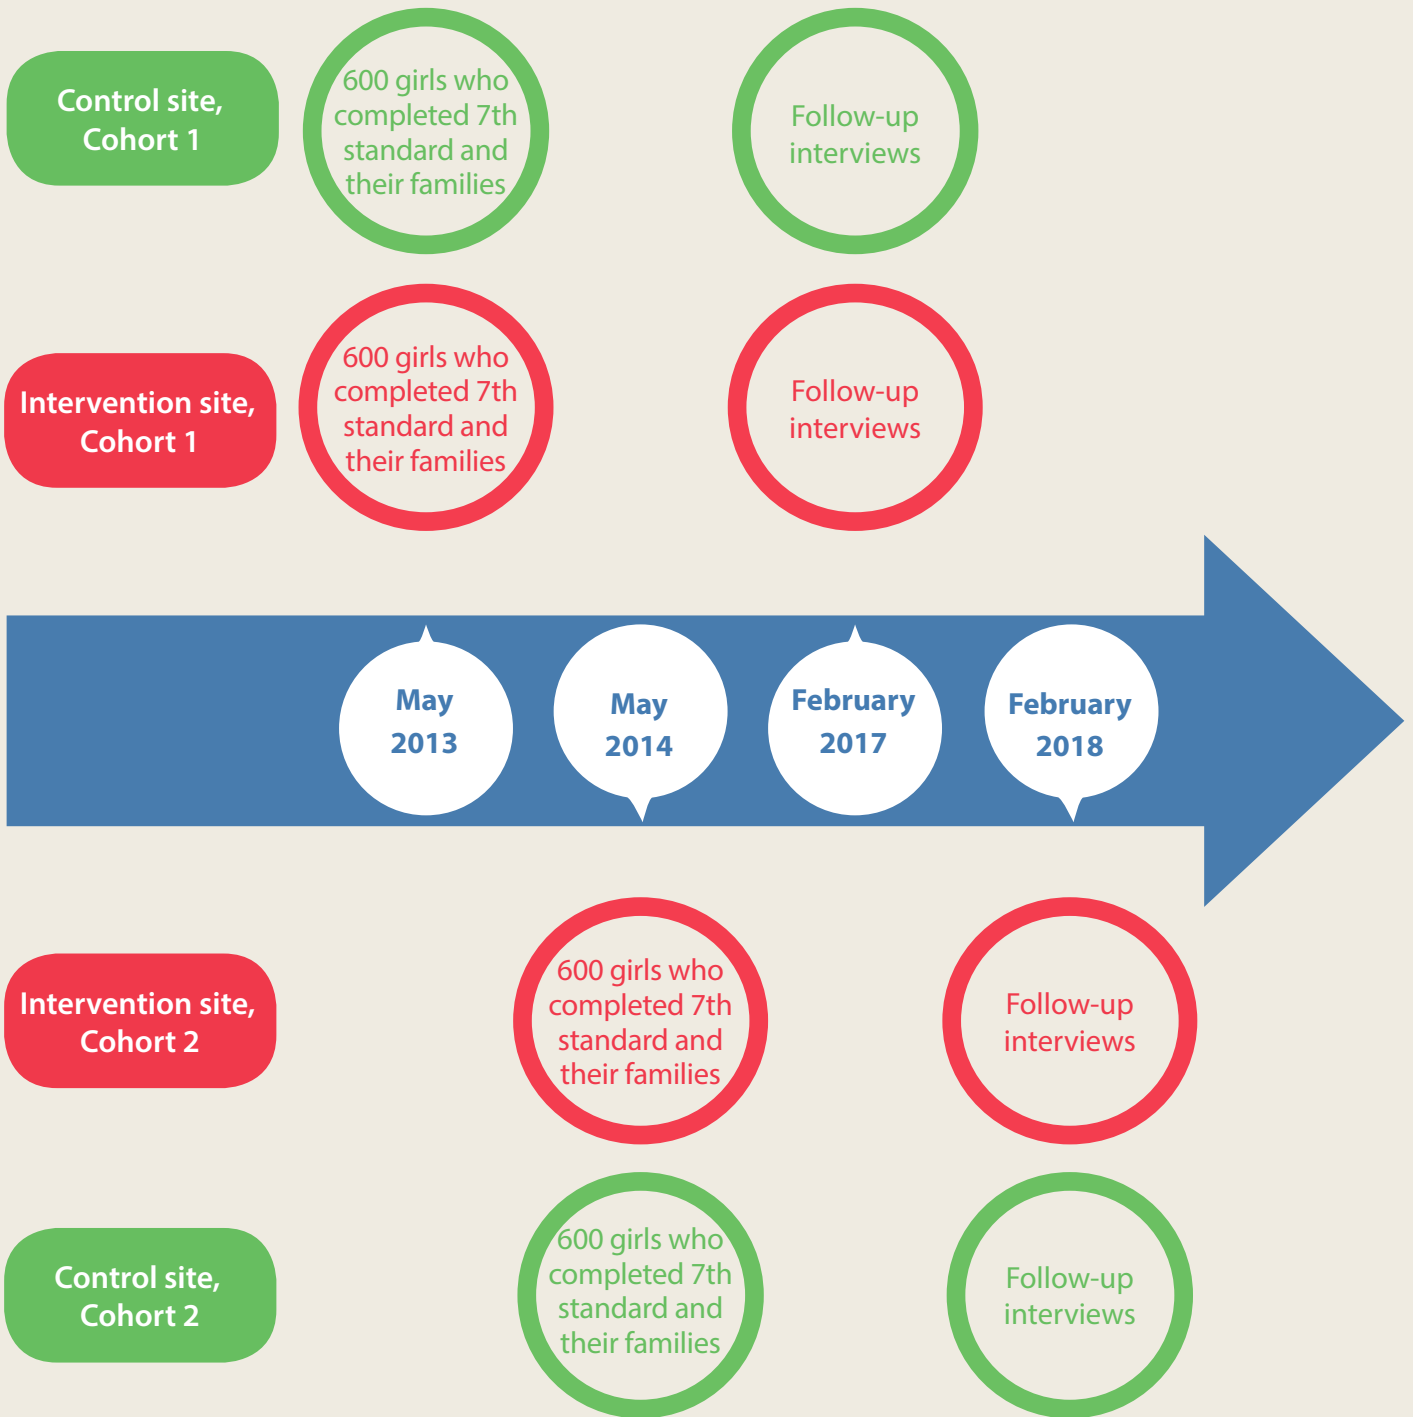 Control site,
Cohort 1
600 girls who
completed 7th
standard and
their families
Follow-up
interviews
Intervention site,
Cohort 1
600 girls who
completed 7th
standard and
their families
Follow-up
interviews
May
2013
May
2014
February
2017
February
2018
Intervention site,
Cohort 2
600 girls who
completed 7th
standard and
their families
Follow-up
interviews
Control site,
Cohort 2
600 girls who
completed 7th
standard and
their families
Follow-up
interviews